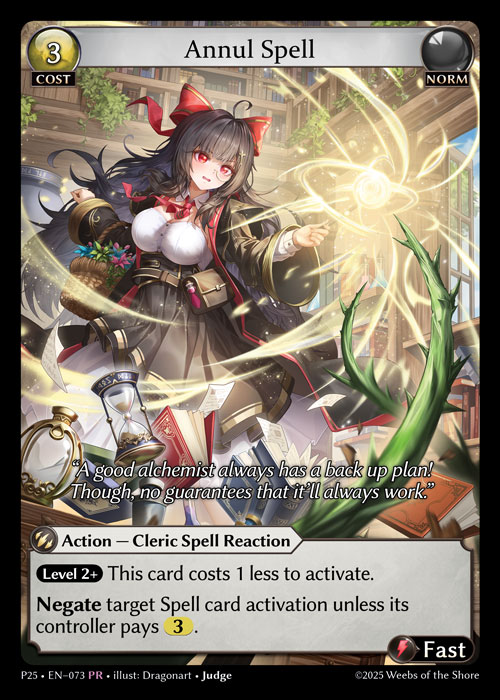 3
Annul Spell
COST
NORM
“A good alchemist always has a back up plan!
Though, no guarantees that it’ll always work.”
Action — Cleric Spell Reaction
Level 2+ This card costs 1 less to activate.
Negate target Spell card activation unless its
controller pays 3.
Fast
P25 • EN–073 PR • illust: Dragonart • Judge
©2025 Weebs of the Shore